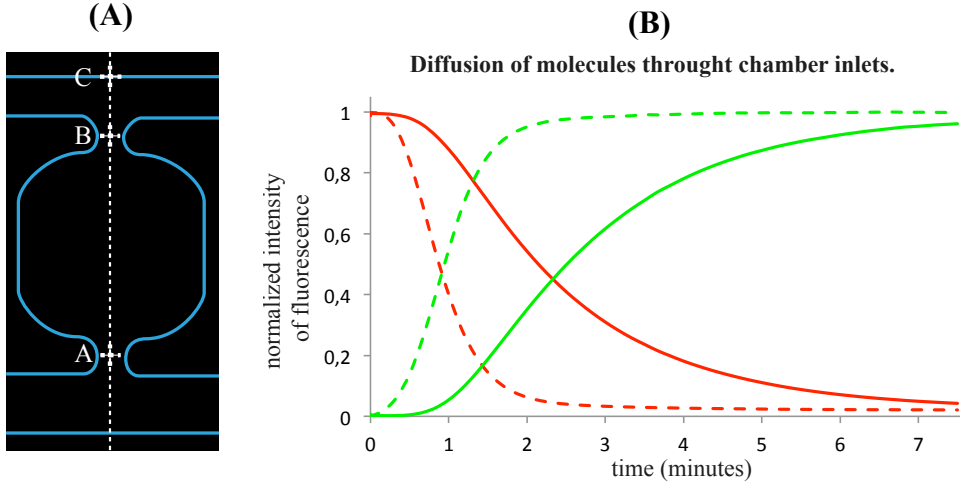 (A)
C
B
A
(B)
Diffusion of molecules throught chamber inlets.
normalized intensity
of fluorescence
1
0,8
0,6
0,4
0,2
0
0 1 2 3 4 5 6 7
time (minutes)